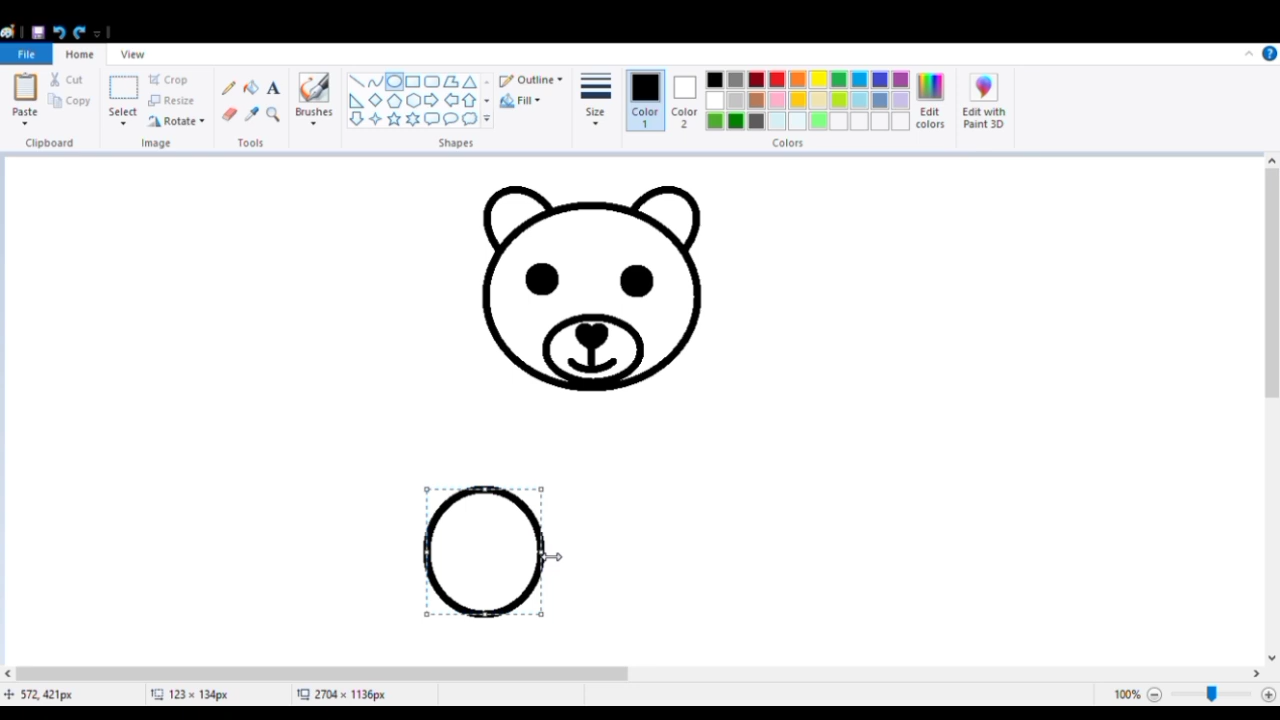 File Home View
Paste
Cut
Copy
Clipboard
Select
Crop
Resize
Rotate
Image
A
Tools
Brushes
Outline
Fill
Shapes
Size
Color 1
Color 2
Edit colors
Colors
Edit with Paint 3D
?
572, 421px 123 × 134px 2704 × 1136px 100%